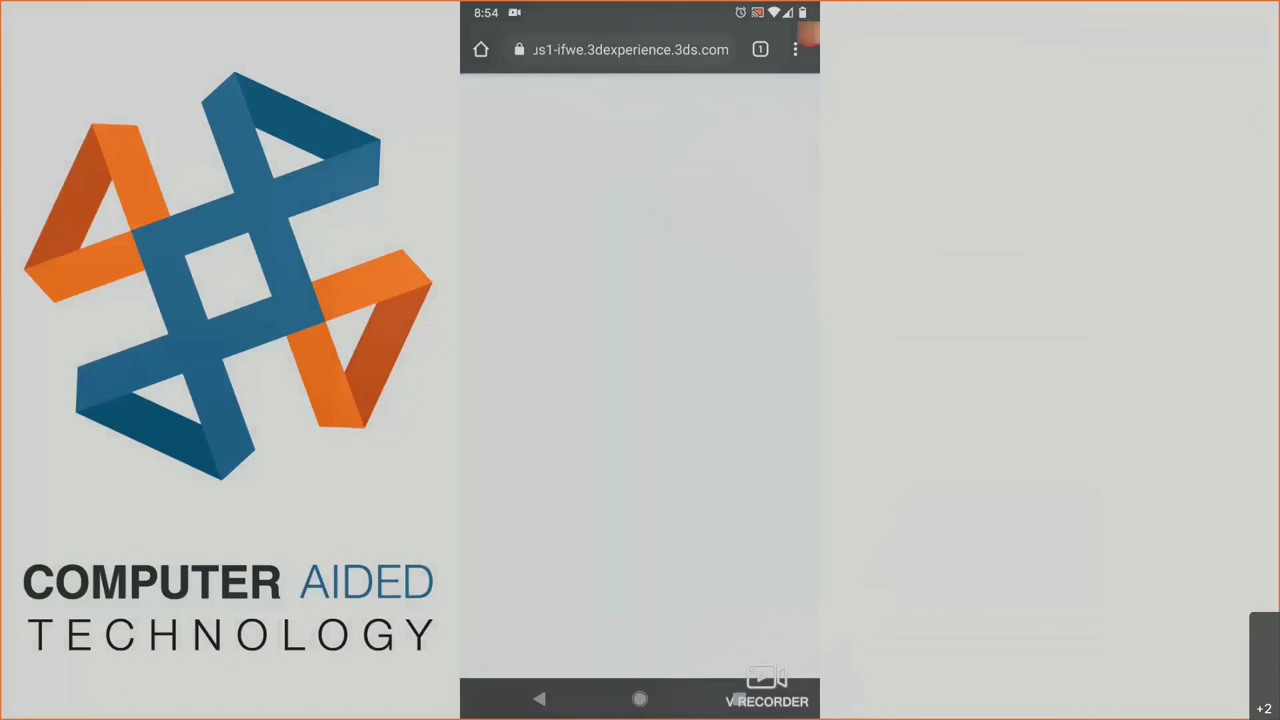 8:54
us1-ifwe.3dexperience.3ds.com
1
COMPUTER AIDED
TECHNOLOGY
V RECORDER
+2